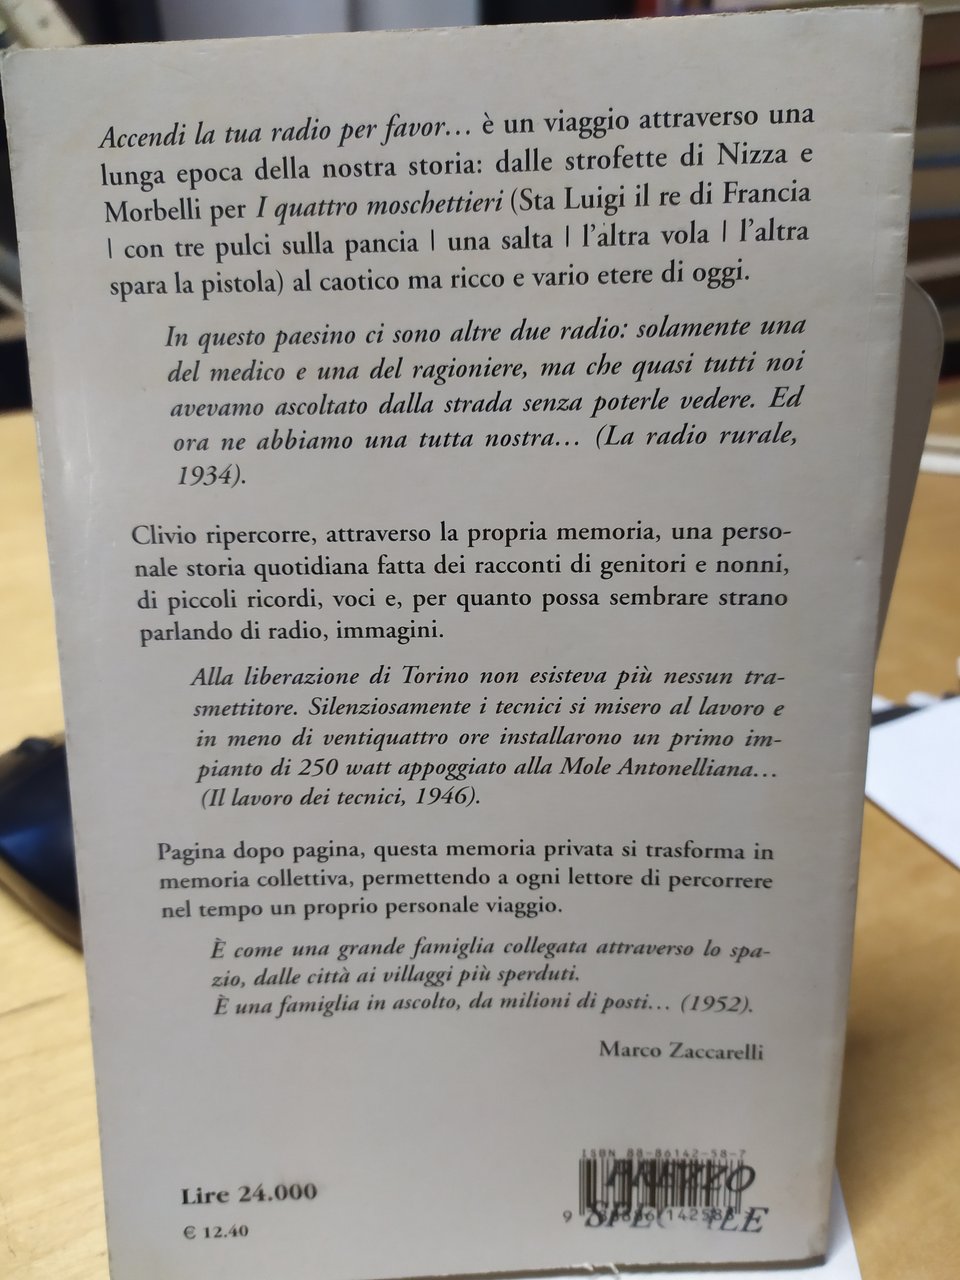 Accendi la tua radio per favor... è un viaggio attraverso una
lunga epoca della nostra storia: dalle strofette di Nizza e
Morbelli per I quattro moschettieri (Sta Luigi il re di Francia
| con tre pulci sulla pancia | una salta | l'altra vola | l'altra
spara la pistola) al caotico ma ricco e vario etere di oggi.
In questo paesino ci sono altre due radio: solamente una
del medico e una del ragioniere, ma che quasi tutti noi
avevamo ascoltato dalla strada senza poterle vedere. Ed
ora ne abbiamo una tutta nostra... (La radio rurale,
1934).
Clivio ripercorre, attraverso la propria memoria, una perso-
nale storia quotidiana fatta dei racconti di genitori e nonni,
di piccoli ricordi, voci e, per quanto possa sembrare strano
parlando di radio, immagini.
Alla liberazione di Torino non esisteva più nessun tra-
smettitore. Silenziosamente i tecnici si misero al lavoro e
in meno di ventiquattro ore installarono un primo im-
pianto di 250 watt appoggiato alla Mole Antonelliana...
(Il lavoro dei tecnici, 1946).
Pagina dopo pagina, questa memoria privata si trasforma in
memoria collettiva, permettendo a ogni lettore di percorrere
nel tempo un proprio personale viaggio.
È come una grande famiglia collegata attraverso lo spa-
zio, dalle città ai villaggi più sperduti.
È una famiglia in ascolto, da milioni di posti... (1952).
Marco Zaccarelli
ISBN 88-86142-58-7
Lire 24.000
€ 12.40